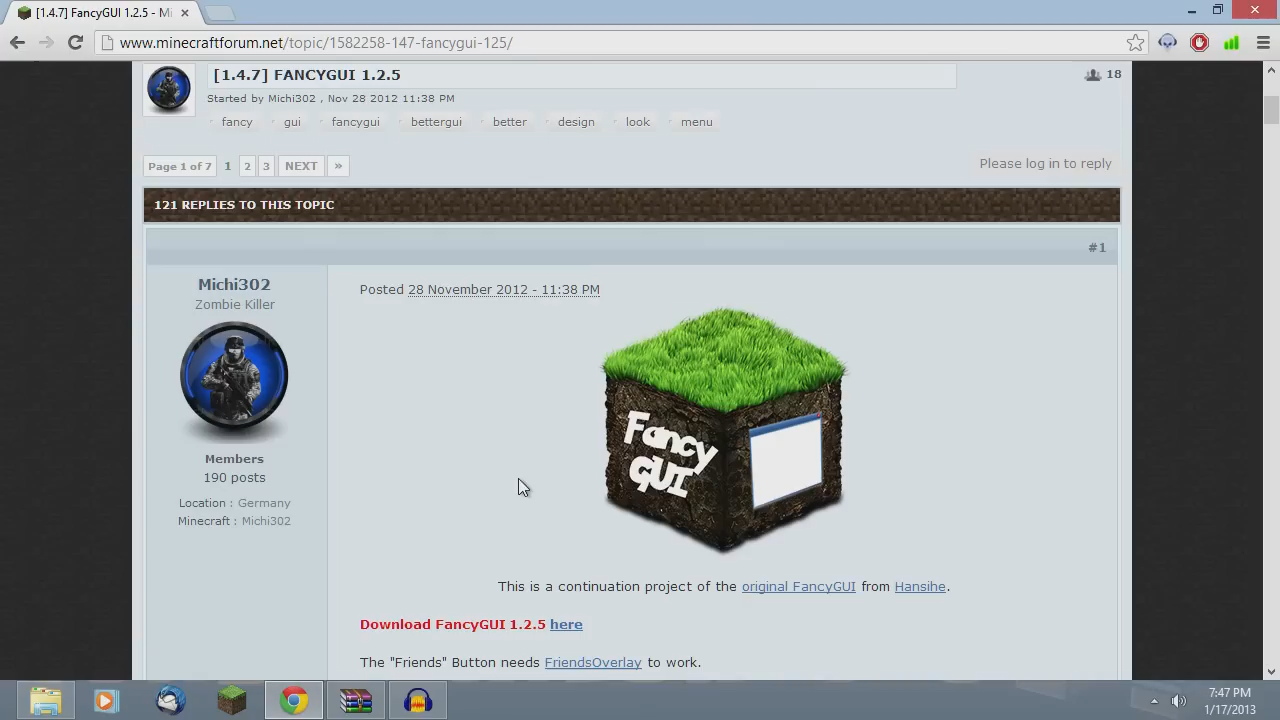 [1.4.7] FancyGUI 1.2.5 - Mi
www.minecraftforum.net/topic/1582258-147-fancygui-125/
[1.4.7] FANCYGUI 1.2.5
18
Started by Michi302 , Nov 28 2012 11:38 PM
fancy gui fancygui bettergui better design look menu
Page 1 of 7 1 2 3 NEXT »
Please log in to reply
121 REPLIES TO THIS TOPIC
#1
Michi302
Zombie Killer
Members
190 posts
Location : Germany
Minecraft : Michi302
Posted 28 November 2012 - 11:38 PM
Fancy
GUI
This is a continuation project of the original FancyGUI from Hansihe.
Download FancyGUI 1.2.5 here
The "Friends" Button needs FriendsOverlay to work.
7:47 PM
1/17/2013